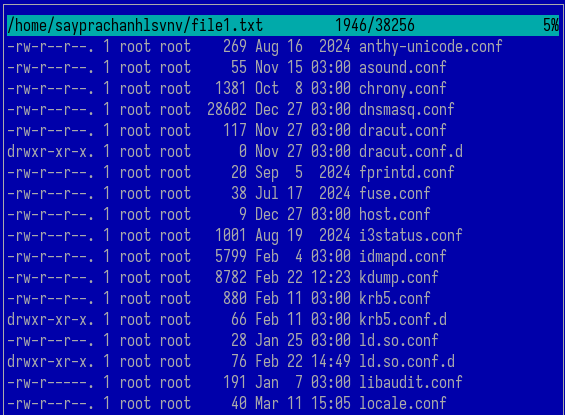 /home/sayprachanhlsvnv/file1.txt 1946/38256 5%
-rw-r--r--. 1 root root 269 Aug 16 2024 anthy-unicode.conf
-rw-r--r--. 1 root root 55 Nov 15 03:00 asound.conf
-rw-r--r--. 1 root root 1381 Oct 8 03:00 chrony.conf
-rw-r--r--. 1 root root 28602 Dec 27 03:00 dnsmasq.conf
-rw-r--r--. 1 root root 117 Nov 27 03:00 dracut.conf
drwxr-xr-x. 1 root root 0 Nov 27 03:00 dracut.conf.d
-rw-r--r--. 1 root root 20 Sep 5 2024 fprintd.conf
-rw-r--r--. 1 root root 38 Jul 17 2024 fuse.conf
-rw-r--r--. 1 root root 9 Dec 27 03:00 host.conf
-rw-r--r--. 1 root root 1001 Aug 19 2024 i3status.conf
-rw-r--r--. 1 root root 5799 Feb 4 03:00 idmapd.conf
-rw-r--r--. 1 root root 8782 Feb 22 12:23 kdump.conf
-rw-r--r--. 1 root root 880 Feb 11 03:00 krb5.conf
drwxr-xr-x. 1 root root 66 Feb 11 03:00 krb5.conf.d
-rw-r--r--. 1 root root 28 Jan 25 03:00 ld.so.conf
drwxr-xr-x. 1 root root 76 Feb 22 14:49 ld.so.conf.d
-rw-r-----. 1 root root 191 Jan 7 03:00 libaudit.conf
-rw-r--r--. 1 root root 40 Mar 11 15:05 locale.conf